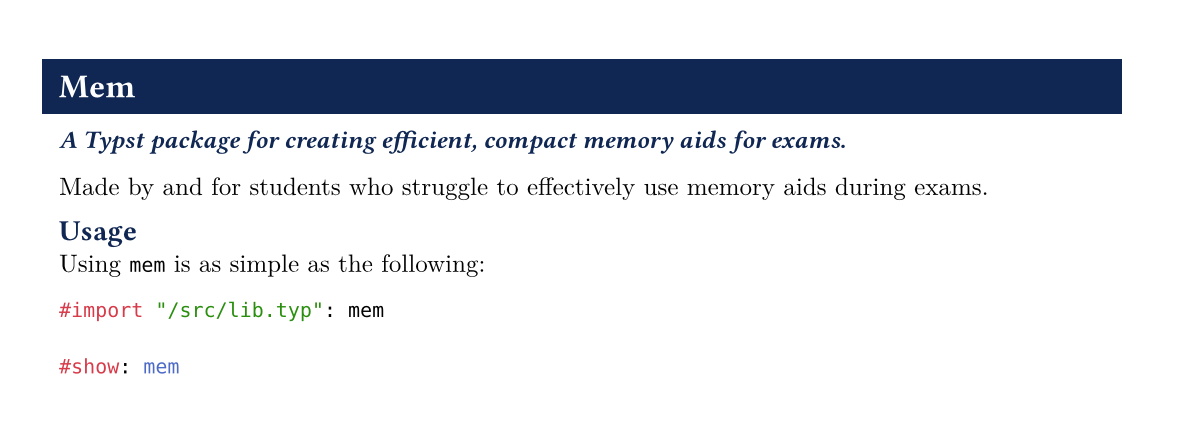 Mem
A Typst package for creating efficient, compact memory aids for exams.
Made by and for students who struggle to effectively use memory aids during exams.
Usage
Using mem is as simple as the following:
#import "/src/lib.typ": mem
#show: mem